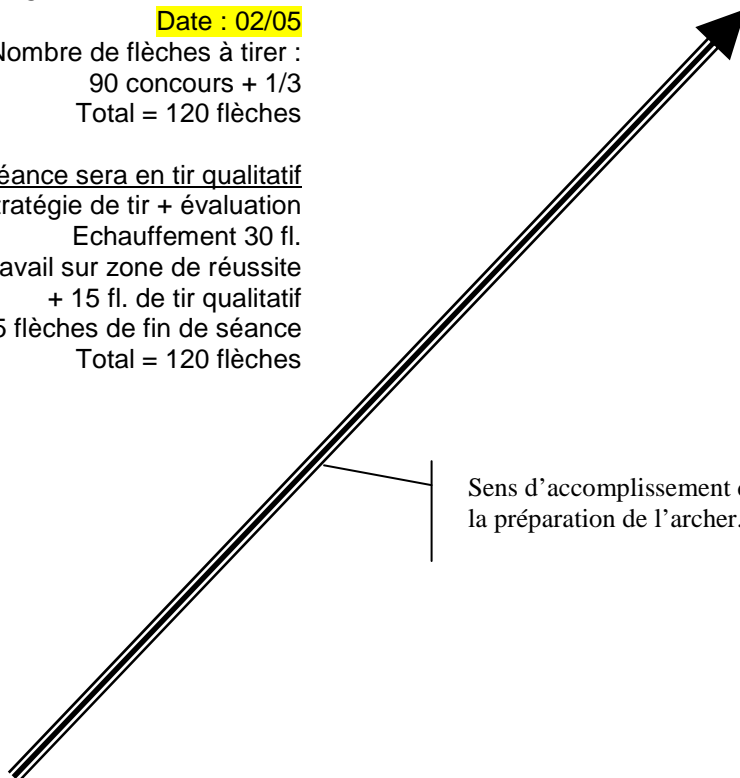 Date : 02/05
Nombre de flèches à tirer :
90 concours + 1/3
Total = 120 flèches
séance sera en tir qualitatif
stratégie de tir + évaluation
Echauffement 30 fl.
avail sur zone de réussite
+ 15 fl. de tir qualitatif
5 flèches de fin de séance
Total = 120 flèches
Sens d’accomplissement
la préparation de l’archer.